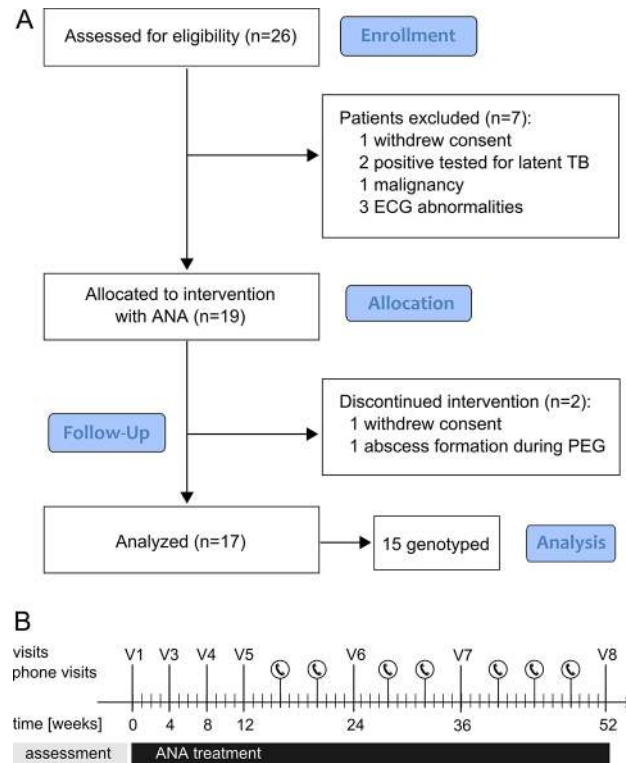 A
Assessed for eligibility (n=26)
Enrollment
Patients excluded (n=7):
1 withdrew consent
2 positive tested for latent TB
1 malignancy
3 ECG abnormalities
Allocated to intervention
with ANA (n=19)
Allocation
Discontinued intervention (n=2):
1 withdrew consent
1 abscess formation during PEG
Follow-Up
Analyzed (n=17)
15 genotyped
Analysis
B
visits V1 V3 V4 V5 V6 V7 V8
phone visits
time [weeks] 0 4 8 12 24 36 52
assessment ANA treatment